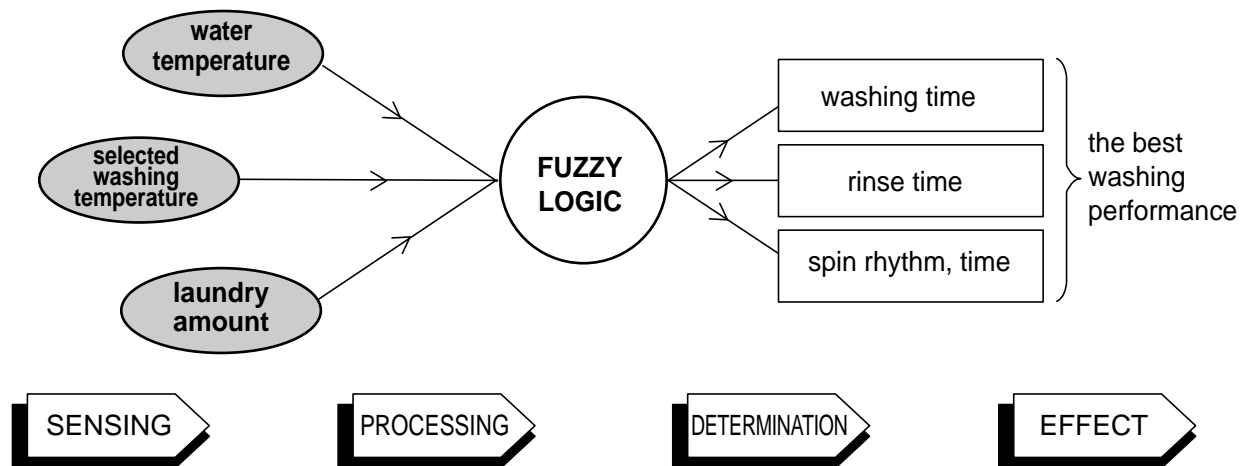 water
temperature
selected
washing
temperature
laundry
amount
FUZZY
LOGIC
washing time
rinse time
spin rhythm, time
the best
washing
performance
SENSING
PROCESSING
DETERMINATION
EFFECT